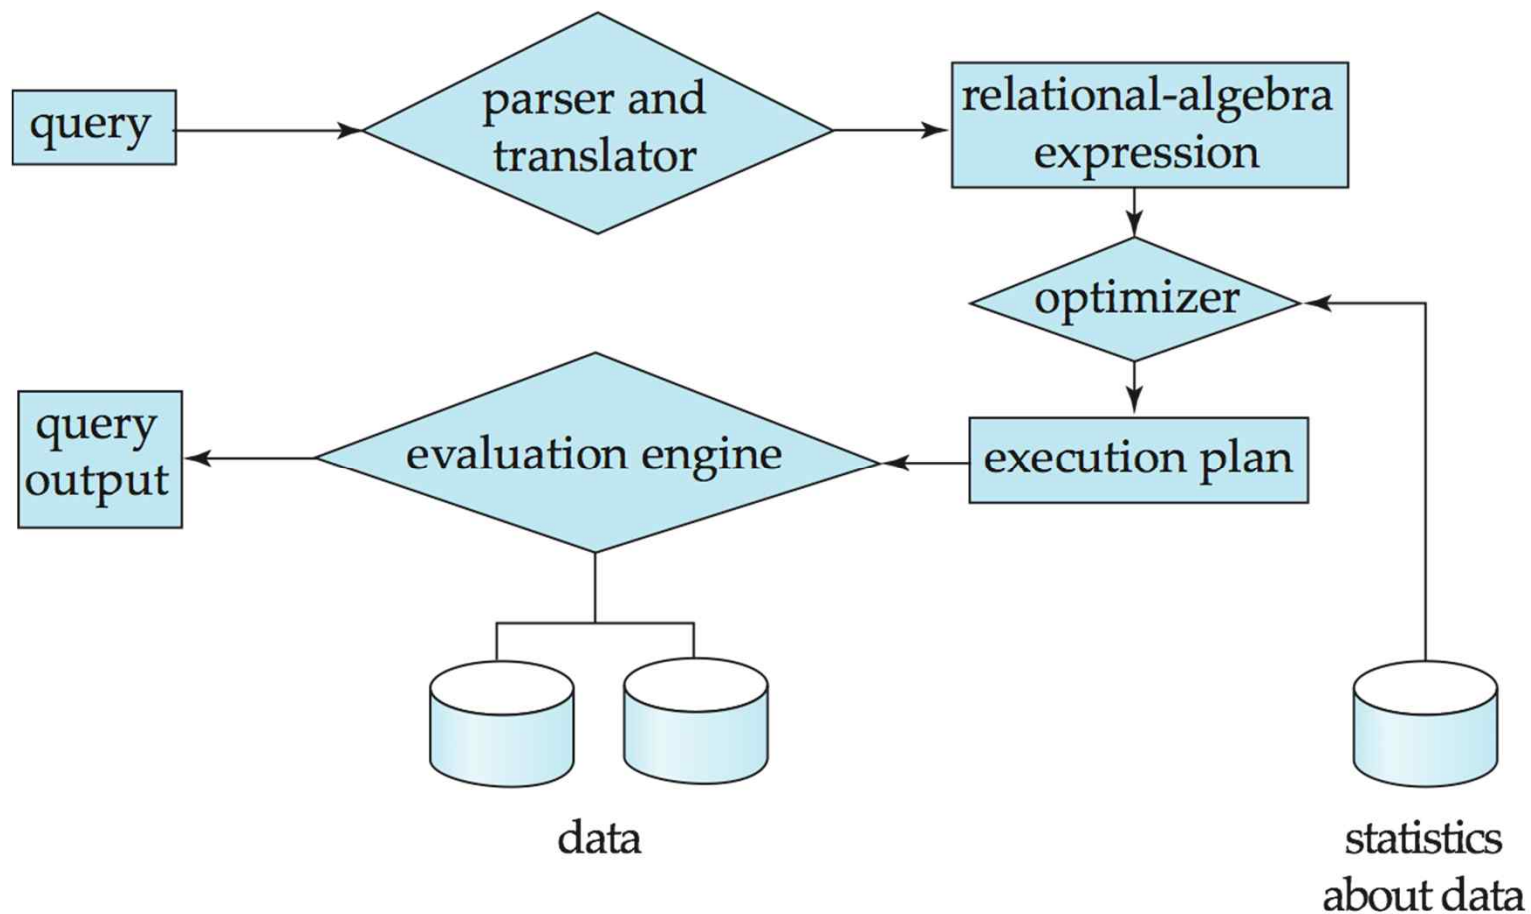 query
parser and
translator
relational-algebra
expression
optimizer
query
output
evaluation engine
execution plan
data
statistics
about data